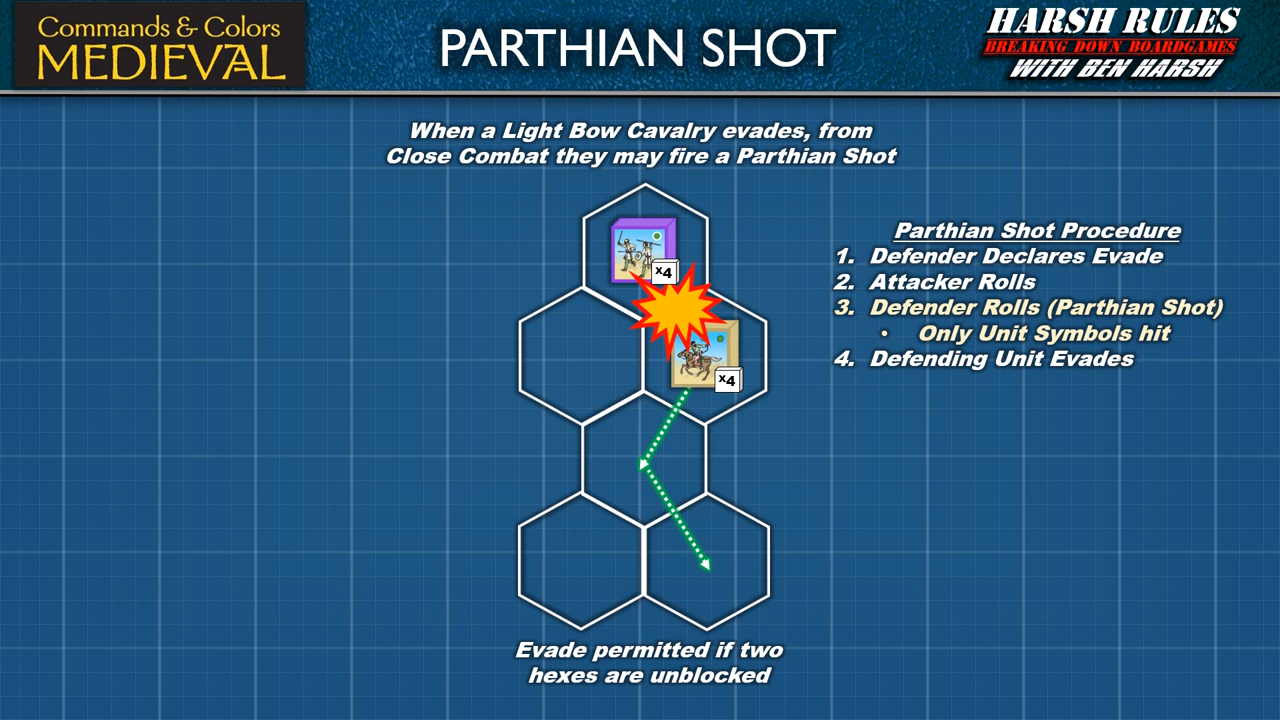 Commands & Colors
MEDIEVAL
PARTHIAN SHOT
HARSH RULES
BREAKING DOWN BOARDGAMES
WITH BEN HARSH
When a Light Bow Cavalry evades, from
Close Combat they may fire a Parthian Shot
x4
x4
Parthian Shot Procedure
1. Defender Declares Evade
2. Attacker Rolls
3. Defender Rolls (Parthian Shot)
• Only Unit Symbols hit
4. Defending Unit Evades
Evade permitted if two
hexes are unblocked